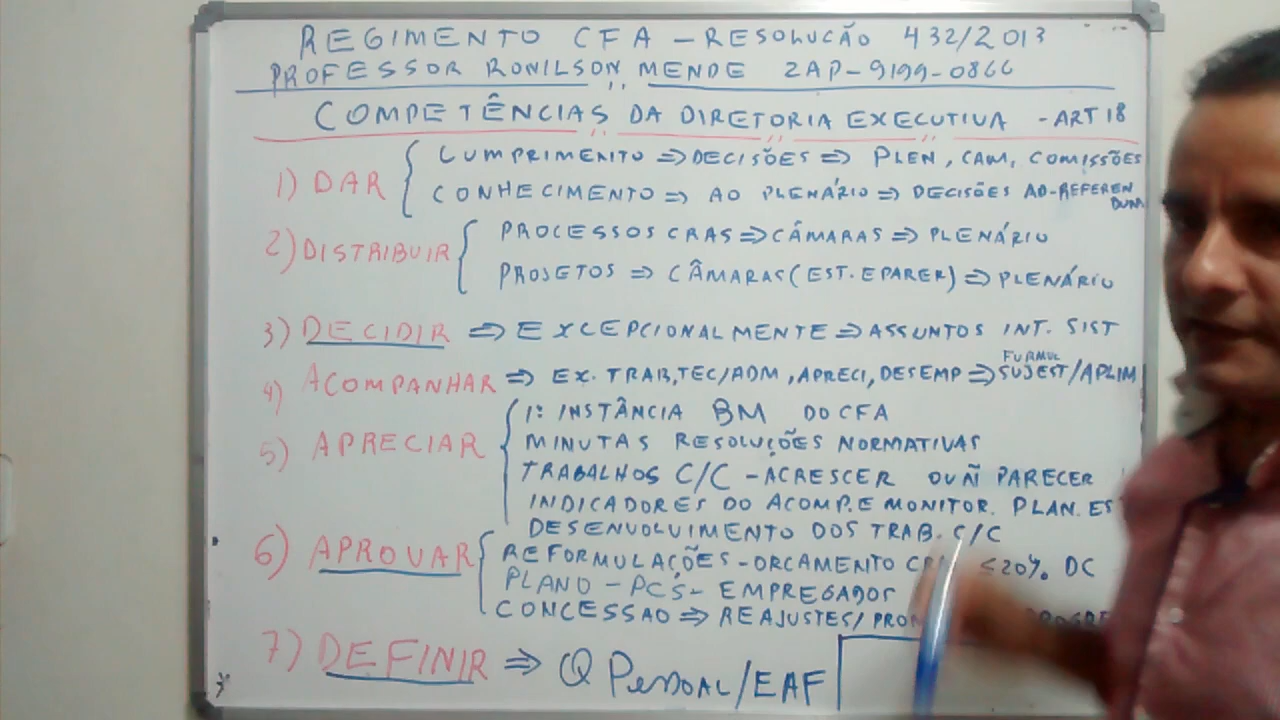 REGIMENTO CFA - RESOLUCÃO 432/2013
PROFESSOR RONILSON MENDE ZAP-9199-0866
COMPETÊNCIAS DA DIRETORIA EXECUTIVA - ART 18
1) DAR
CUMPRIMENTO ⇒ DECISÕES ⇒ PLEN, CAM, COMISSÕES
CONHECIMENTO ⇒ AO PLENÁRIO ⇒ DECISÕES AD-REFEREN
DUM
2) DISTRIBUIR
PROCESSOS CRAS ⇒ CÂMARAS ⇒ PLENÁRIO
PROJETOS ⇒ CÂMARAS (EST. E PARER) ⇒ PLENÁRIO
3) DECIDIR ⇒ EXCEPCIONALMENTE ⇒ ASSUNTOS INT. SIST
FURMUL
4) ACOMPANHAR ⇒ EX. TRAB, TEC/ADM, APRECI, DESEMP ⇒ SUJEST/APLIM
5) APRECIAR
1: INSTÂNCIA BM DO CFA
MINUTAS RESOLUÇÕES NORMATIVAS
TRABALHOS C/C - ACRESCER OU Ñ PARECER
INDICADORES DO ACOMP. E MONITOR. PLAN. ES
DESENVOLVIMENTO DOS TRAB. C/C
6) APROVAR
REFORMULAÇÕES - ORCAMENTO ≤20% DC
PLANO - PCS - EMPREGADOR
CONCESSAO ⇒ REAJUSTES/
7) DEFINIR ⇒ Q PESSOAL/EAF